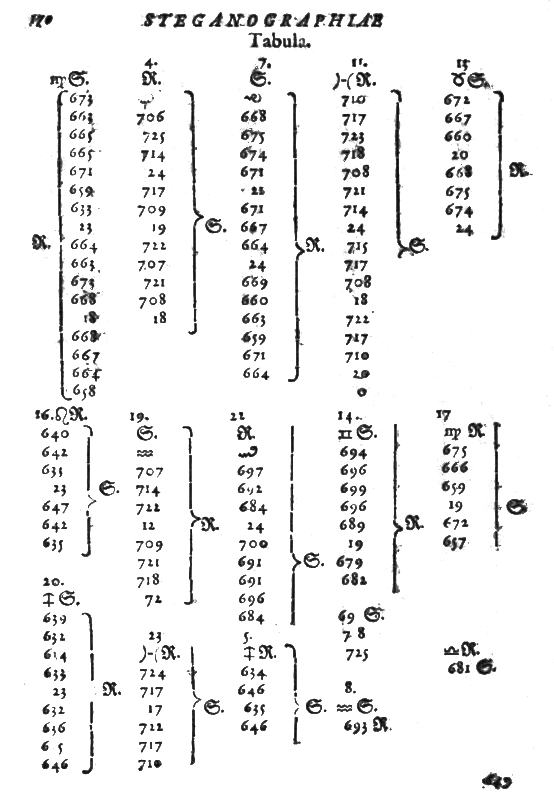 STEGANOGRAPHIAE
Tabula.
4. 7. 11. 15
♍ S. R. S. )-( R. ♉ S.
673 710 672
663 706 668 717 667
665 725 675 723 660
665 714 674 718 20
671 24 671 708 668 R.
659 717 22 721 675
633 709 671 714 674
23 19 S. 667 24 24
R. 664 722 664 R. 715 S.
663 707 24 717
673 721 669 708
668 708 660 18
18 18 663 722
668 659 717
667 671 710
664 664 20
658 0
16. ♌ R. 19. 22 14. 17
640 S. R. ♊ S. ♍ R.
642 ♒ 694 675
635 707 697 696 666
23 S. 714 692 699 659
647 722 684 696 19 S.
642 12 R. 24 689 R. 672
635 709 700 19 657
721 691 S. 679
20. 718 691 682
S. 72 696
639 684 69 S.
632 23 5. 7 8
614 )-( R. R. 725 ♎ R.
633 724 634 681 S.
23 R. 717 646 8.
632 17 S. 635 S. ♒ S.
636 722 646 693 R.
6 5 717
646 710
649